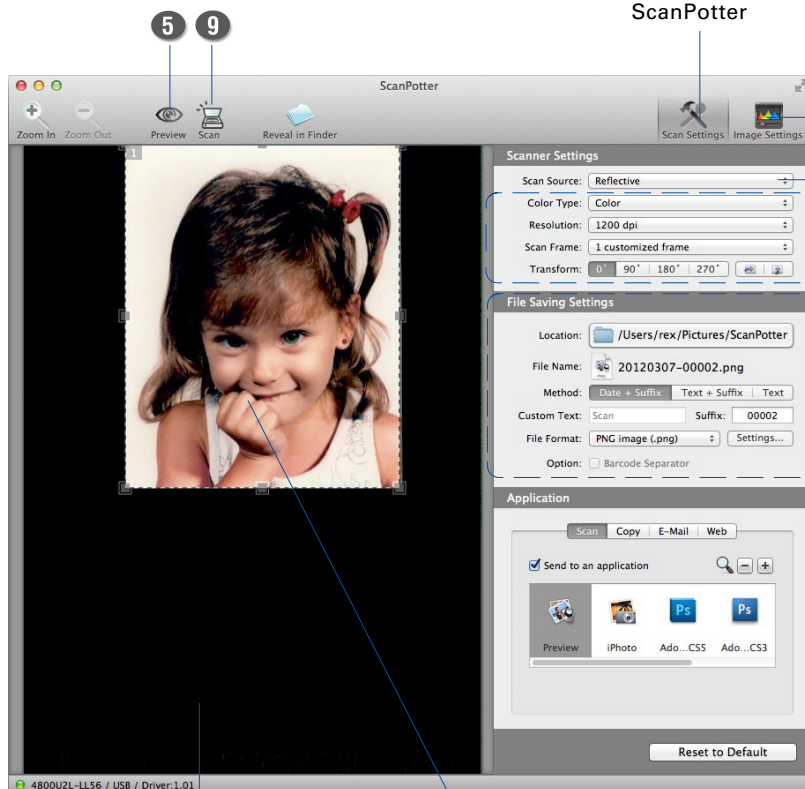 ScanPotter
5 9
ScanPotter
Zoom In Zoom Out Preview Scan Reveal in Finder Scan Settings Image Settings
1
Scanner Settings
Scan Source: Reflective
Color Type: Color
Resolution: 1200 dpi
Scan Frame: 1 customized frame
Transform: 0° 90° 180° 270°
File Saving Settings
Location: /Users/rex/Pictures/ScanPotter
File Name: 20120307-00002.png
Method: Date + Suffix Text + Suffix Text
Custom Text: Scan Suffix: 00002
File Format: PNG image (.png) Settings...
Option: Barcode Separator
Application
Scan Copy E-Mail Web
Send to an application
Ps Ps
Preview iPhoto Ado...CS5 Ado...CS3
Reset to Default
4800U2L-LL56 / USB / Driver:1.01